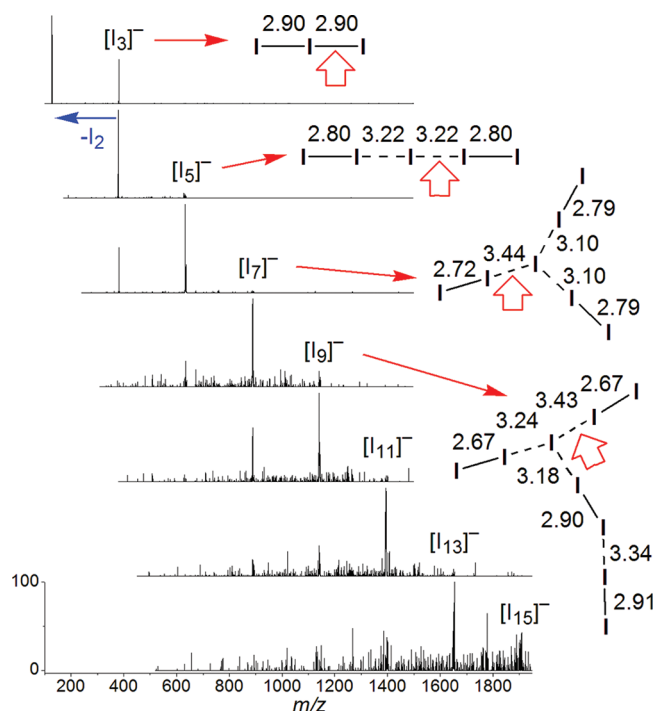 [I₃]⁻
2.90 2.90
I I I
-I₂
[I₅]⁻
2.80 3.22 3.22 2.80
I I I I I
[I₇]⁻
I
2.79
I
3.10
3.44
I
2.72
3.10
I I
I
2.79
I
[I₉]⁻
2.67
3.43
I
3.24
I
2.67
I
I I
3.18
I
2.90
I
3.34
I
2.91
I
[I₁₁]⁻
[I₁₃]⁻
[I₁₅]⁻
100
0
200 400 600 800 1000 1200 1400 1600 1800
m/z